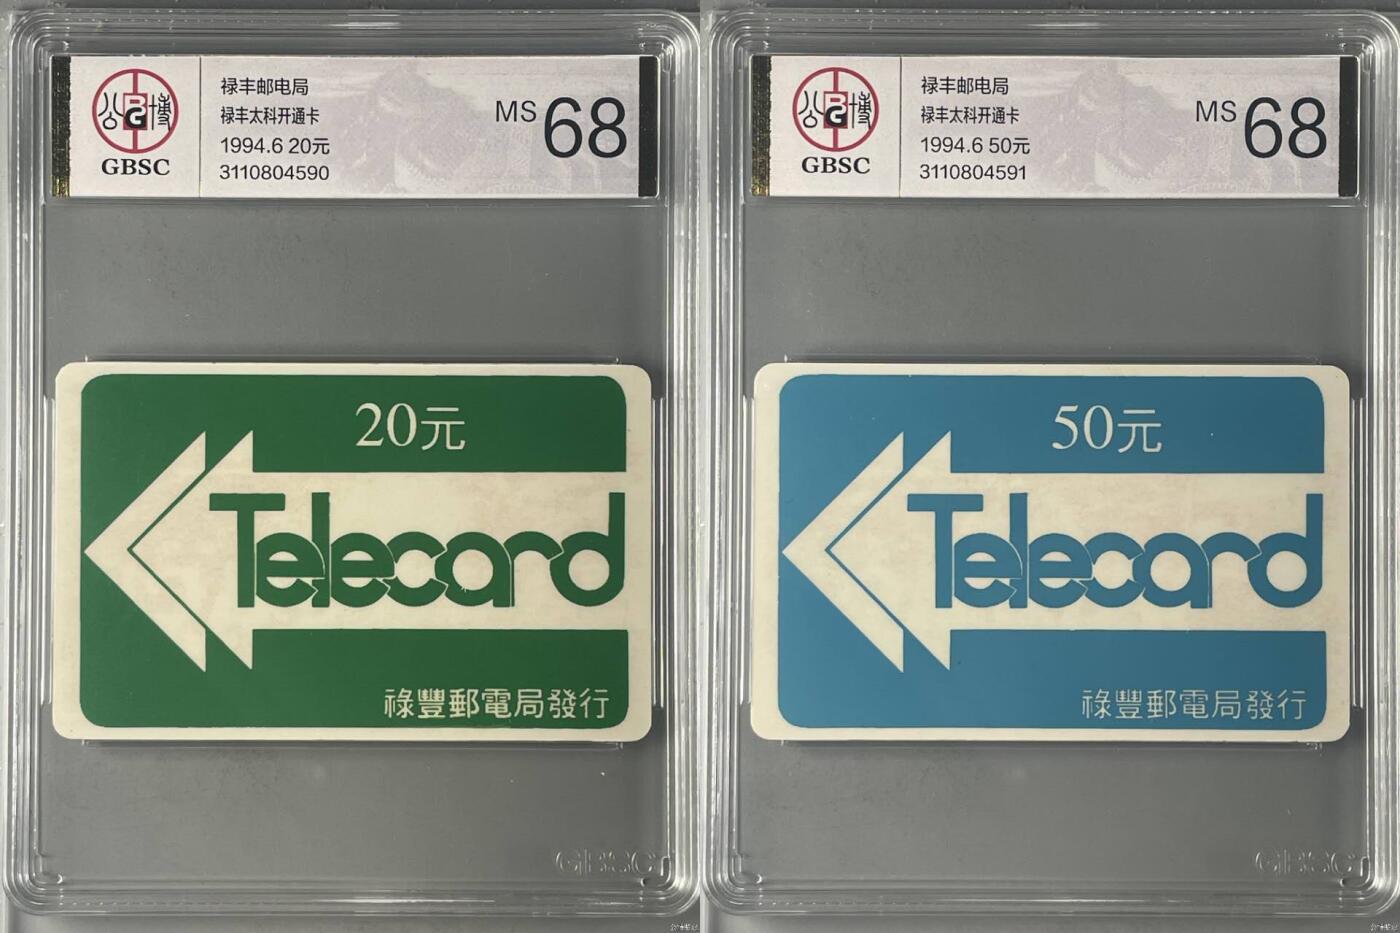 公博
BG
GBSC
禄丰邮电局
禄丰太科开通卡
1994.6 20元
3110804590
MS 68
20元
Telecard
祿豐郵電局發行
GBSC
公博
BG
GBSC
禄丰邮电局
禄丰太科开通卡
1994.6 50元
3110804591
MS 68
50元
Telecard
祿豐郵電局發行
GBSC